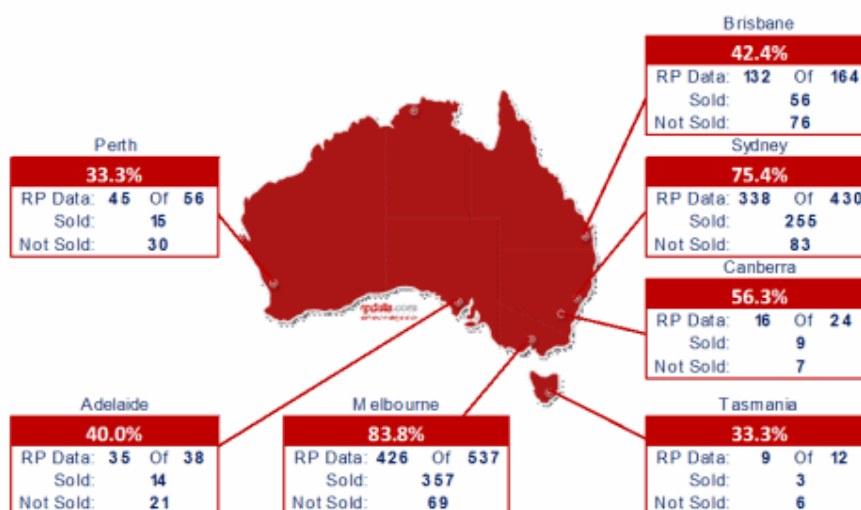 Brisbane
42.4%
RP Data: 132 Of 164
Sold: 56
Not Sold: 76
Perth
33.3%
RP Data: 45 Of 56
Sold: 15
Not Sold: 30
Sydney
75.4%
RP Data: 338 Of 430
Sold: 255
Not Sold: 83
Canberra
56.3%
RP Data: 16 Of 24
Sold: 9
Not Sold: 7
rpdata.com
Adelaide
40.0%
RP Data: 35 Of 38
Sold: 14
Not Sold: 21
Melbourne
83.8%
RP Data: 426 Of 537
Sold: 357
Not Sold: 69
Tasmania
33.3%
RP Data: 9 Of 12
Sold: 3
Not Sold: 6